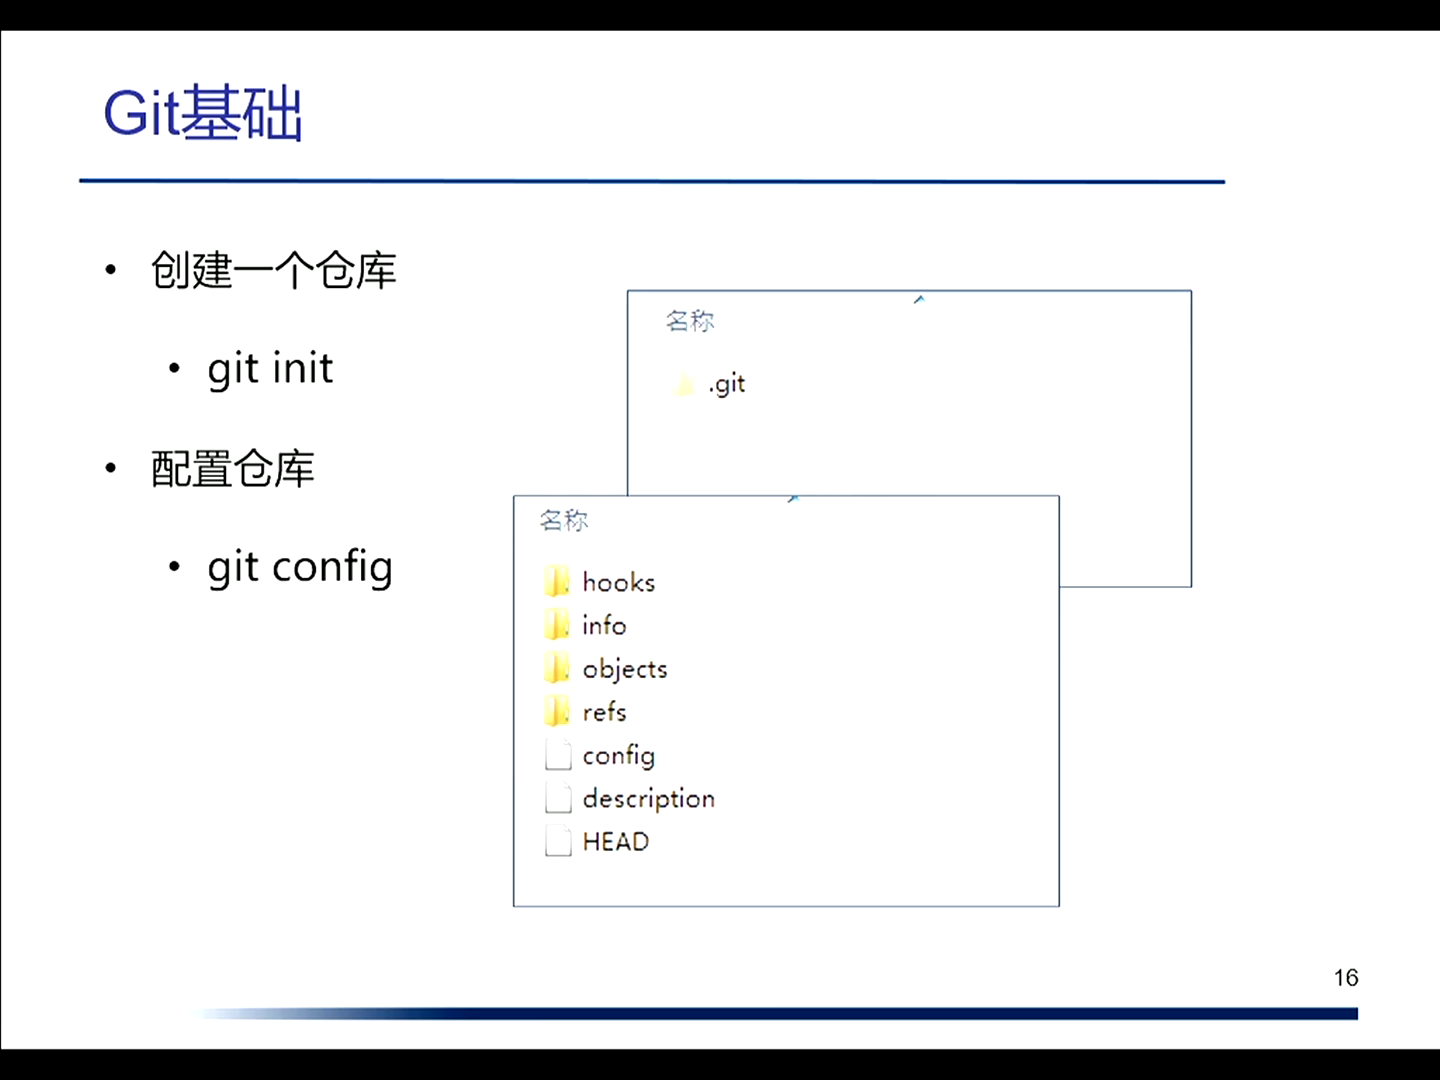 Git基础
创建一个仓库
git init
配置仓库
git config
名称
.git
名称
hooks
info
objects
refs
config
description
HEAD
16